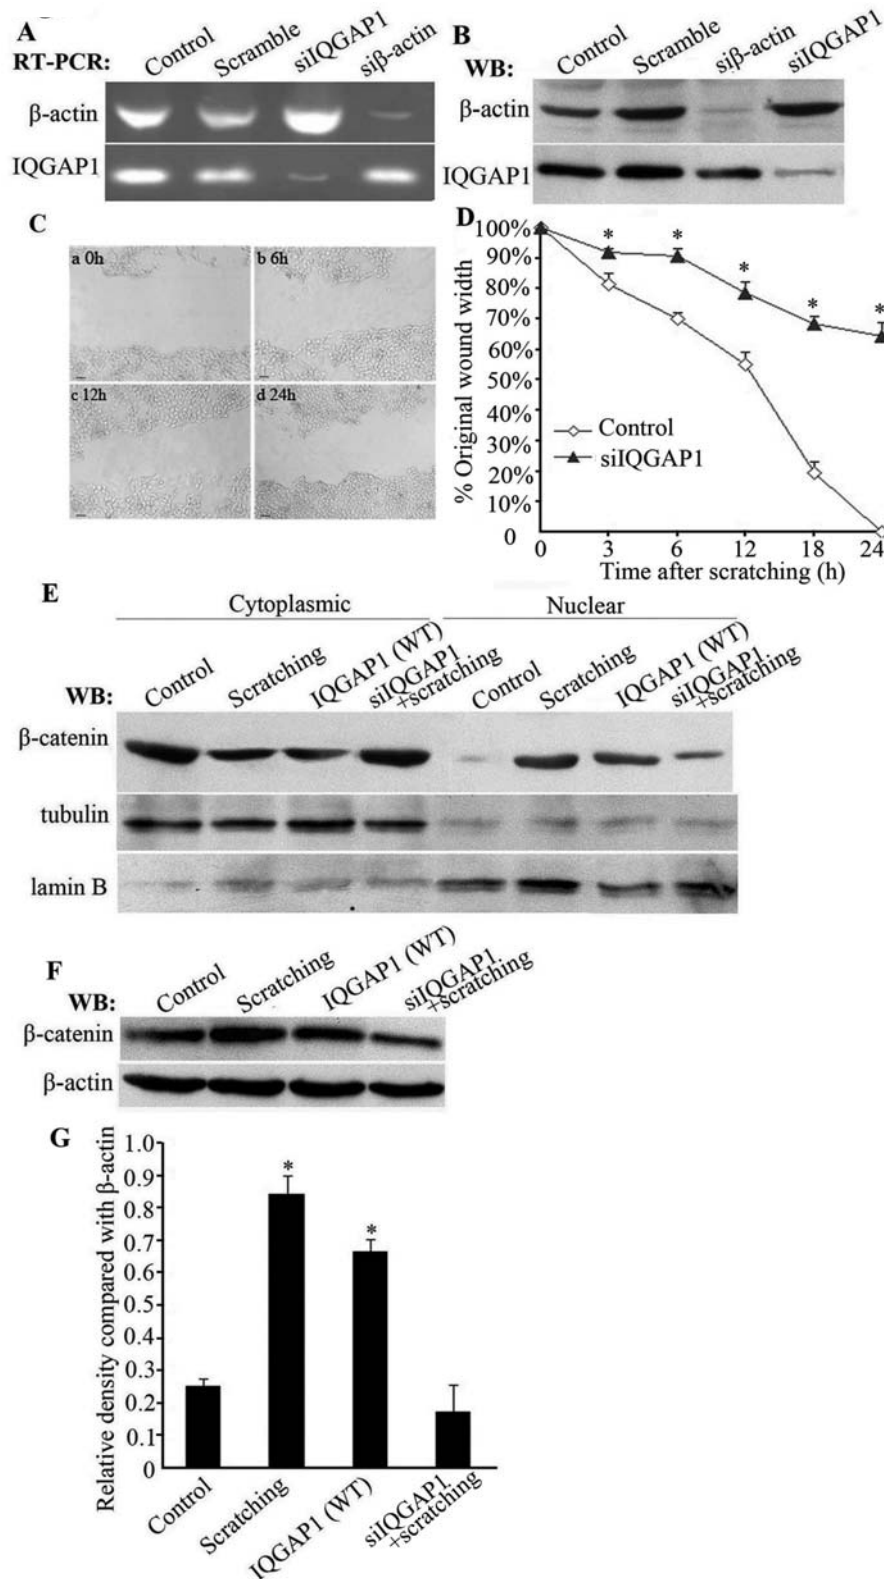 A
RT-PCR:
Control
Scramble
siIQGAP1
siβ-actin
β-actin
IQGAP1
B
WB:
Control
Scramble
siβ-actin
siIQGAP1
β-actin
IQGAP1
C
a 0h
b 6h
c 12h
d 24h
D
100%
90%
80%
70%
60%
50%
40%
30%
20%
10%
0
% Original wound width
* * * * *
Control
siIQGAP1
0 3 6 12 18 24
Time after scratching (h)
E
Cytoplasmic
Nuclear
WB:
Control
Scratching
IQGAP1 (WT)
siIQGAP1
+scratching
Control
Scratching
IQGAP1 (WT)
siIQGAP1
+scratching
β-catenin
tubulin
lamin B
F
WB:
Control
Scratching
IQGAP1 (WT)
siIQGAP1
+scratching
β-catenin
β-actin
G
Relative density compared with β-actin
1.0
0.9
0.8
0.7
0.6
0.5
0.4
0.3
0.2
0.1
0
* *
Control
Scratching
IQGAP1 (WT)
siIQGAP1
+scratching